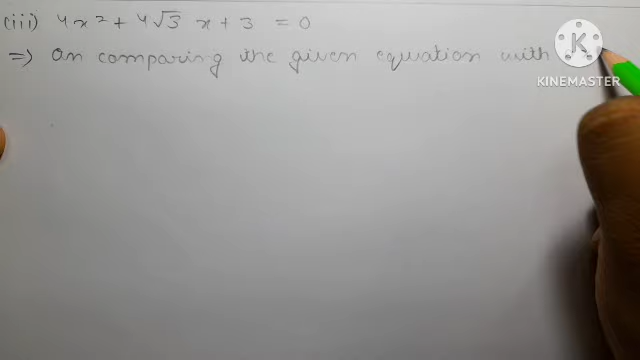 (iii) 4x² + 4√3 x + 3 = 0
=> On comparing the given equation with
KINEMASTER